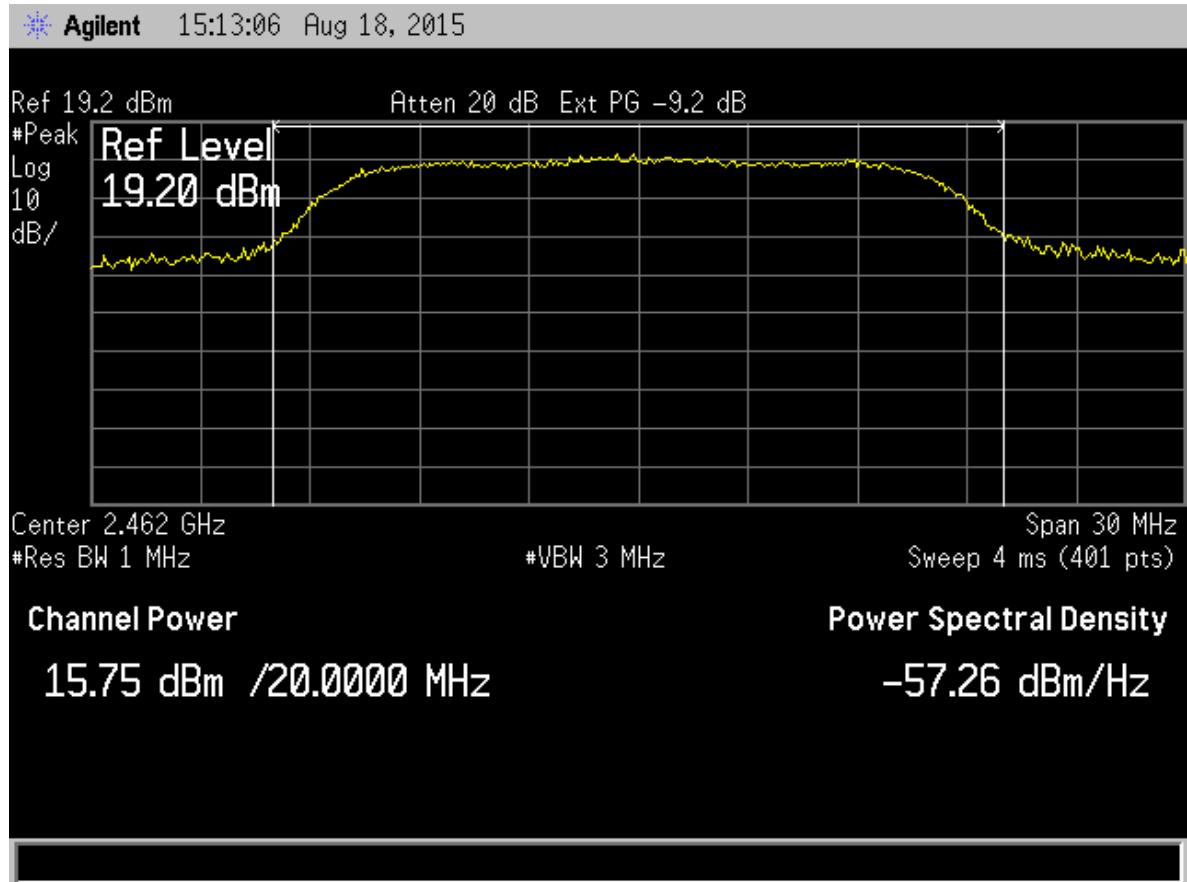 Agilent 15:13:06 Aug 18, 2015
Ref 19.2 dBm Atten 20 dB Ext PG −9.2 dB
#Peak
Log
10
dB/
Ref Level
19.20 dBm
Center 2.462 GHz Span 30 MHz
#Res BW 1 MHz #VBW 3 MHz Sweep 4 ms (401 pts)
Channel Power Power Spectral Density
15.75 dBm /20.0000 MHz −57.26 dBm/Hz